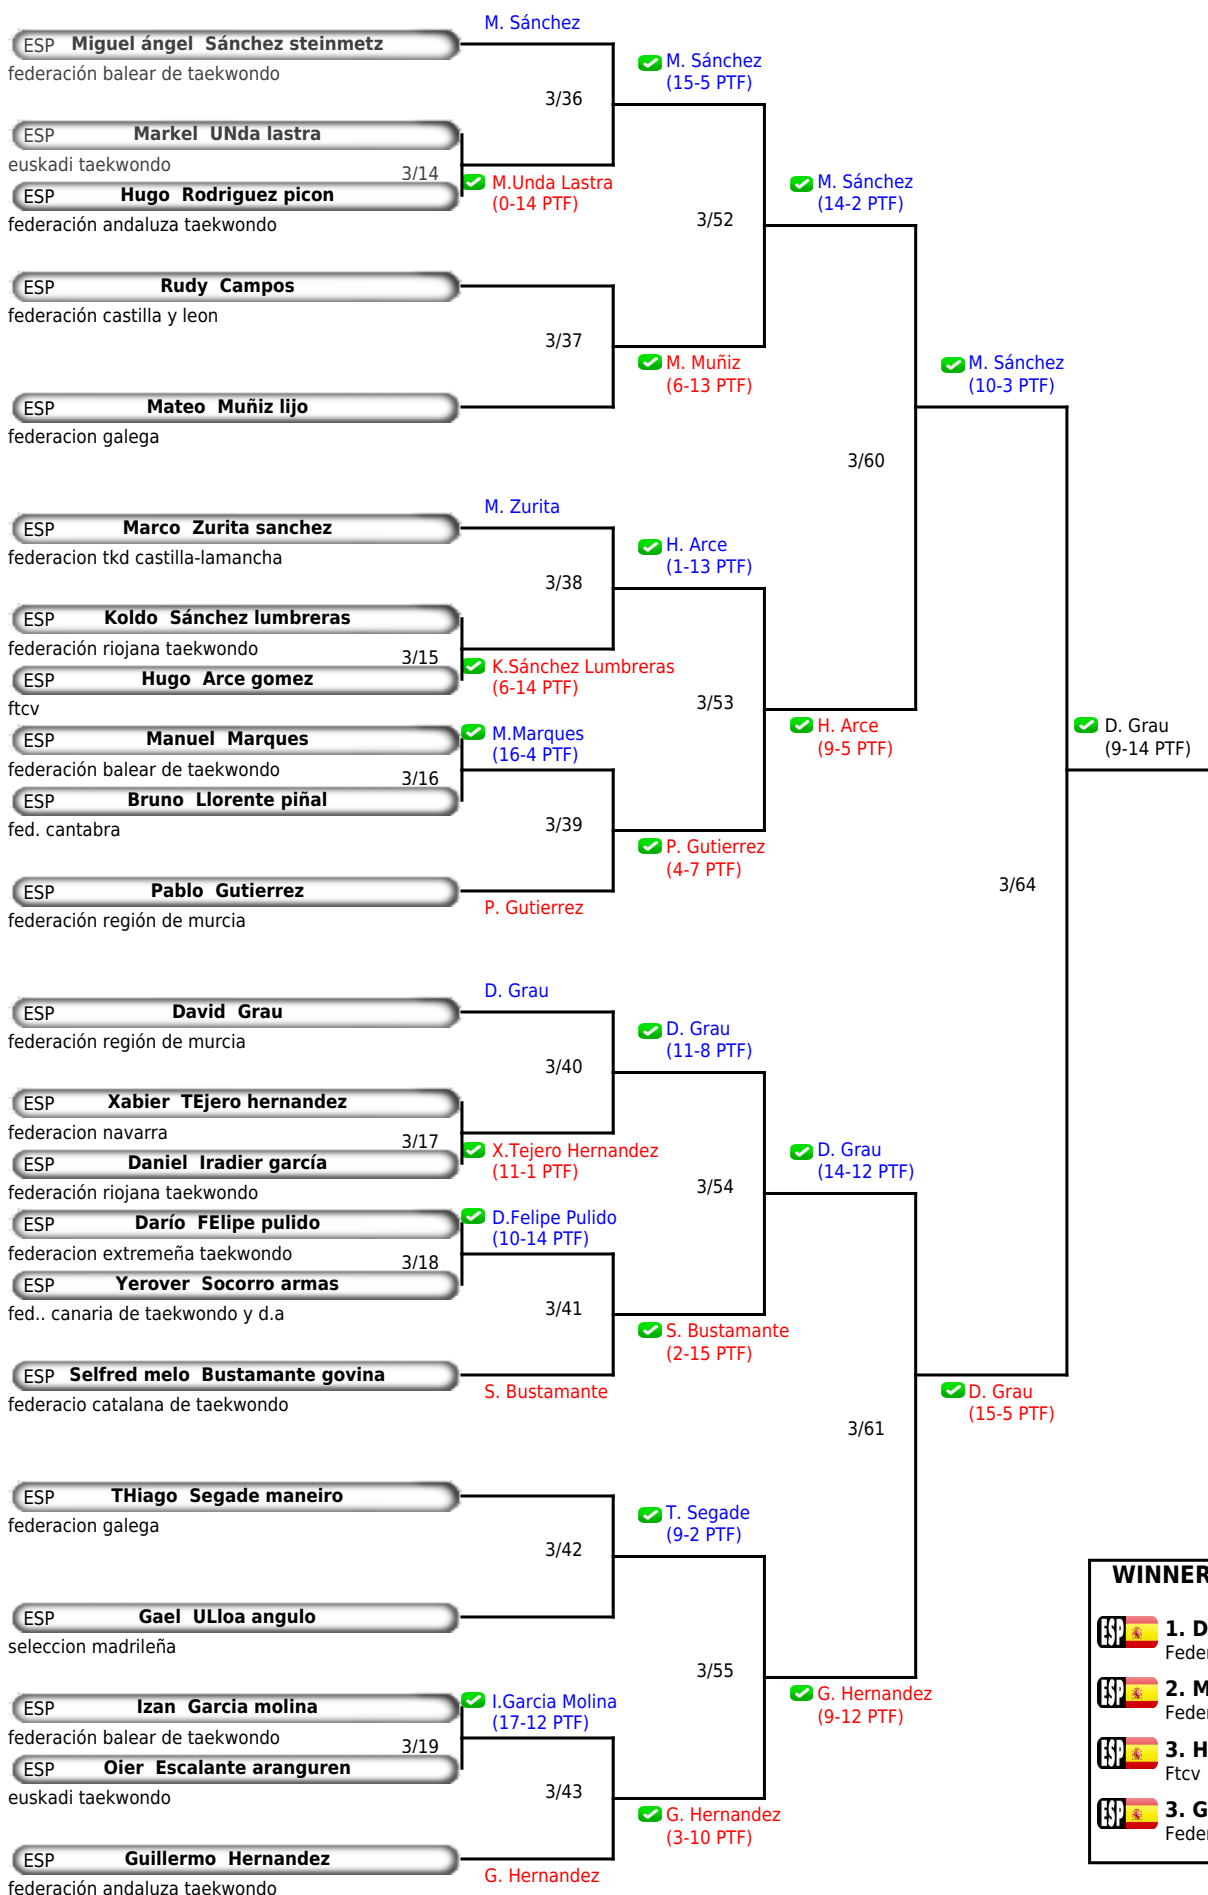 M. Sánchez
ESP Miguel ángel Sánchez steinmetz
federación balear de taekwondo
M. Sánchez
(15-5 PTF)
3/36
ESP Markel UNda lastra
euskadi taekwondo
3/14
ESP Hugo Rodriguez picon
federación andaluza taekwondo
M.Unda Lastra
(0-14 PTF)
M. Sánchez
(14-2 PTF)
3/52
ESP Rudy Campos
federación castilla y leon
3/37
M. Muñiz
(6-13 PTF)
M. Sánchez
(10-3 PTF)
ESP Mateo Muñiz lijo
federacion galega
3/60
M. Zurita
ESP Marco Zurita sanchez
federacion tkd castilla-lamancha
H. Arce
(1-13 PTF)
3/38
ESP Koldo Sánchez lumbreras
federación riojana taekwondo
3/15
ESP Hugo Arce gomez
ftcv
K.Sánchez Lumbreras
(6-14 PTF)
3/53
ESP Manuel Marques
federación balear de taekwondo
M.Marques
(16-4 PTF)
H. Arce
(9-5 PTF)
D. Grau
(9-14 PTF)
3/16
ESP Bruno Llorente piñal
fed. cantabra
3/39
P. Gutierrez
(4-7 PTF)
ESP Pablo Gutierrez
federación región de murcia
P. Gutierrez
3/64
D. Grau
ESP David Grau
federación región de murcia
D. Grau
(11-8 PTF)
3/40
ESP Xabier TEjero hernandez
federacion navarra
3/17
ESP Daniel Iradier garcía
federación riojana taekwondo
X.Tejero Hernandez
(11-1 PTF)
D. Grau
(14-12 PTF)
3/54
ESP Darío FElipe pulido
federacion extremeña taekwondo
D.Felipe Pulido
(10-14 PTF)
3/18
ESP Yerover Socorro armas
fed.. canaria de taekwondo y d.a
3/41
S. Bustamante
(2-15 PTF)
ESP Selfred melo Bustamante govina
federacio catalana de taekwondo
S. Bustamante
D. Grau
(15-5 PTF)
3/61
ESP THiago Segade maneiro
federacion galega
T. Segade
(9-2 PTF)
3/42
ESP Gael ULloa angulo
seleccion madrileña
3/55
ESP Izan Garcia molina
federación balear de taekwondo
I.Garcia Molina
(17-12 PTF)
G. Hernandez
(9-12 PTF)
3/19
ESP Oier Escalante aranguren
euskadi taekwondo
3/43
G. Hernandez
(3-10 PTF)
ESP Guillermo Hernandez
federación andaluza taekwondo
G. Hernandez
WINNER
ESP 1. D
Feder
ESP 2. M
Feder
ESP 3. H
Ftcv
ESP 3. G
Feder